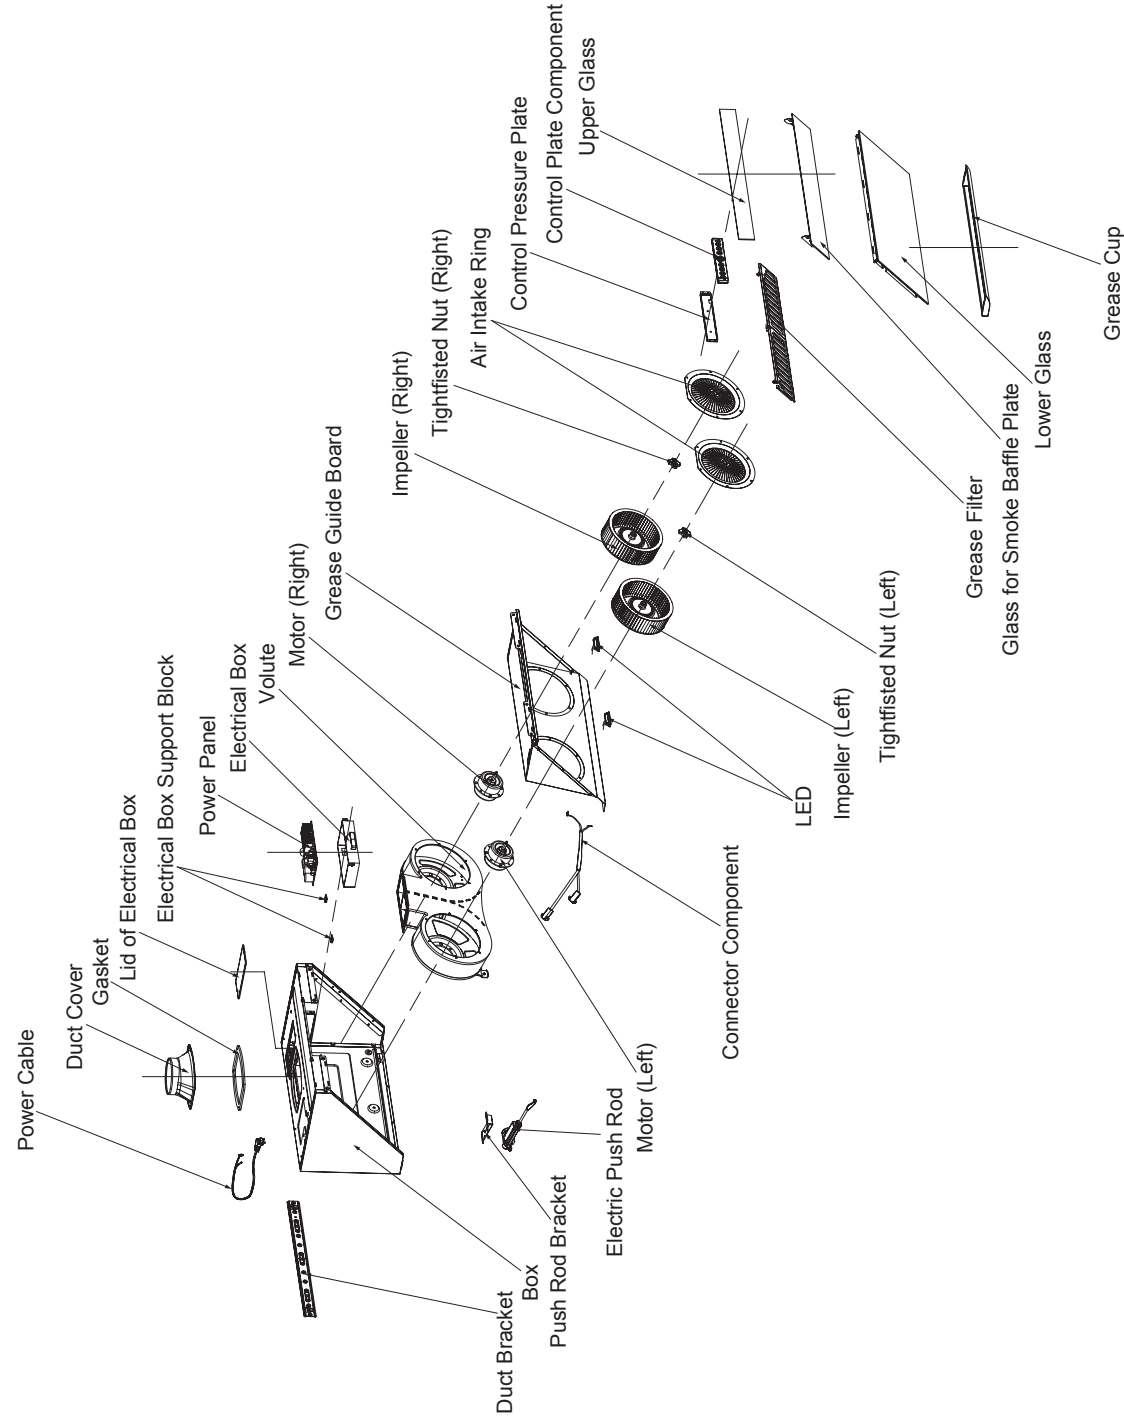 Power Cable
Duct Cover
Gasket
Lid of Electrical Box
Electrical Box Support Block
Power Panel
Electrical Box
Volute
Motor (Right)
Grease Guide Board
Impeller (Right)
Tightfisted Nut (Right)
Air Intake Ring
Control Pressure Plate
Control Plate Component
Upper Glass
Duct Bracket
Box
Push Rod Bracket
Electric Push Rod
Motor (Left)
Connector Component
LED
Impeller (Left)
Tightfisted Nut (Left)
Grease Filter
Glass for Smoke Baffle Plate
Lower Glass
Grease Cup